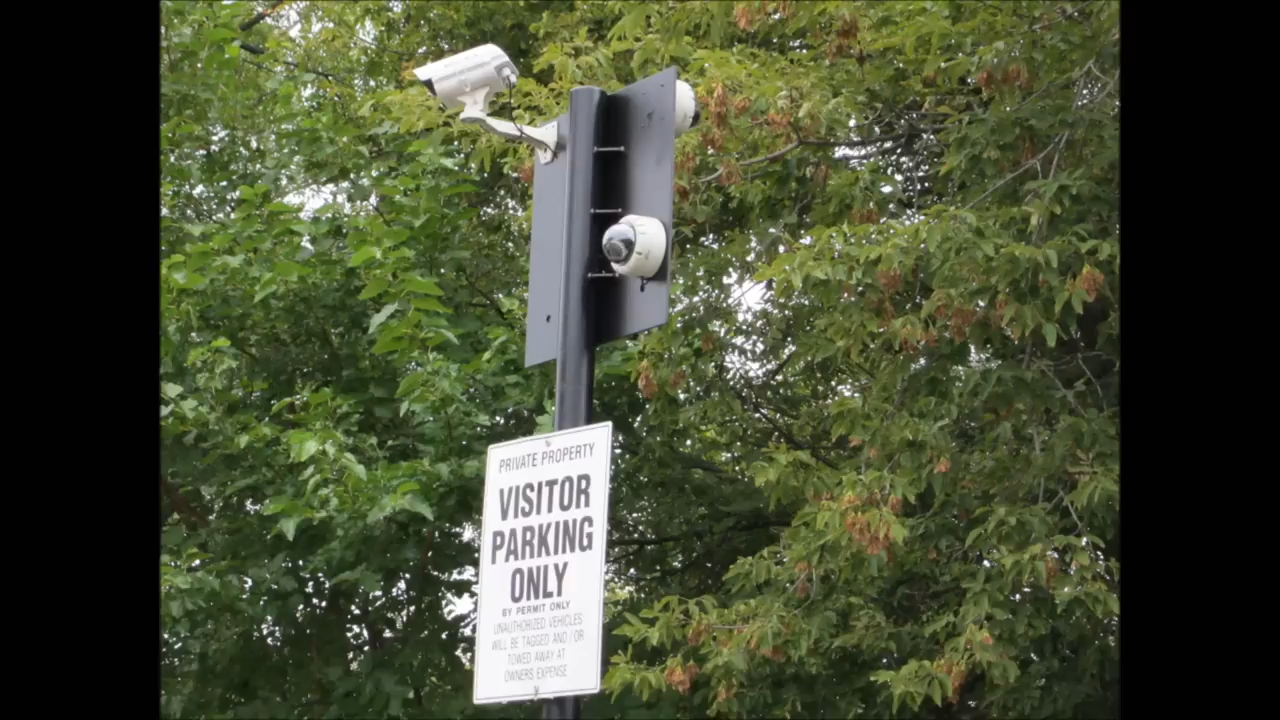 PRIVATE PROPERTY
VISITOR
PARKING
ONLY
BY PERMIT ONLY
UNAUTHORIZED VEHICLES
WILL BE TAGGED AND / OR
TOWED AWAY AT
OWNERS EXPENSE